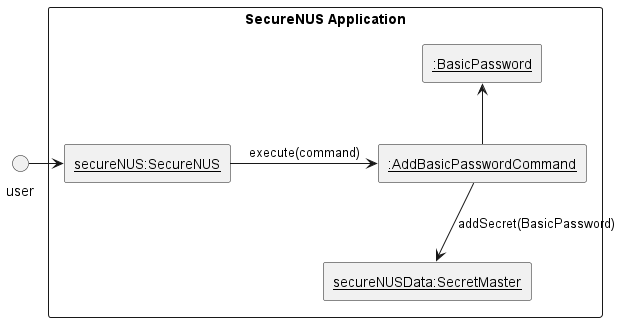 SecureNUS Application
:BasicPassword
execute(command)
secureNUS:SecureNUS
:AddBasicPasswordCommand
user
addSecret(BasicPassword)
secureNUSData:SecretMaster